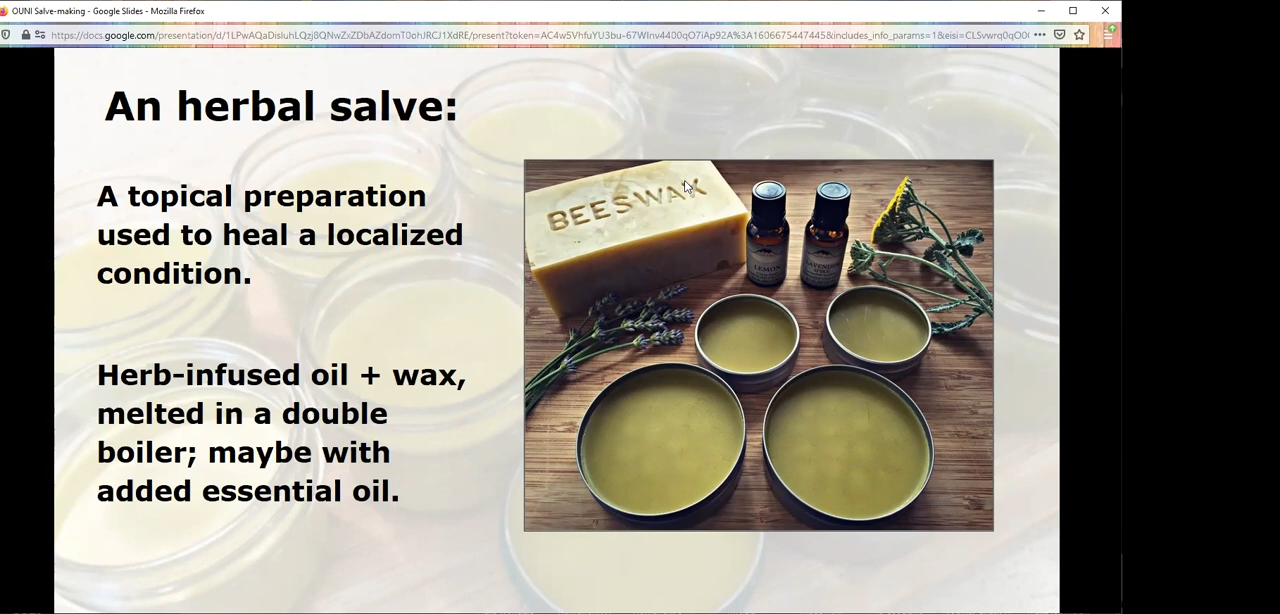 OUNI Salve-making - Google Slides - Mozilla Firefox
An herbal salve:
A topical preparation
used to heal a localized
condition.
Herb-infused oil + wax,
melted in a double
boiler; maybe with
added essential oil.
BEESWAX
LEMON
LAVENDER